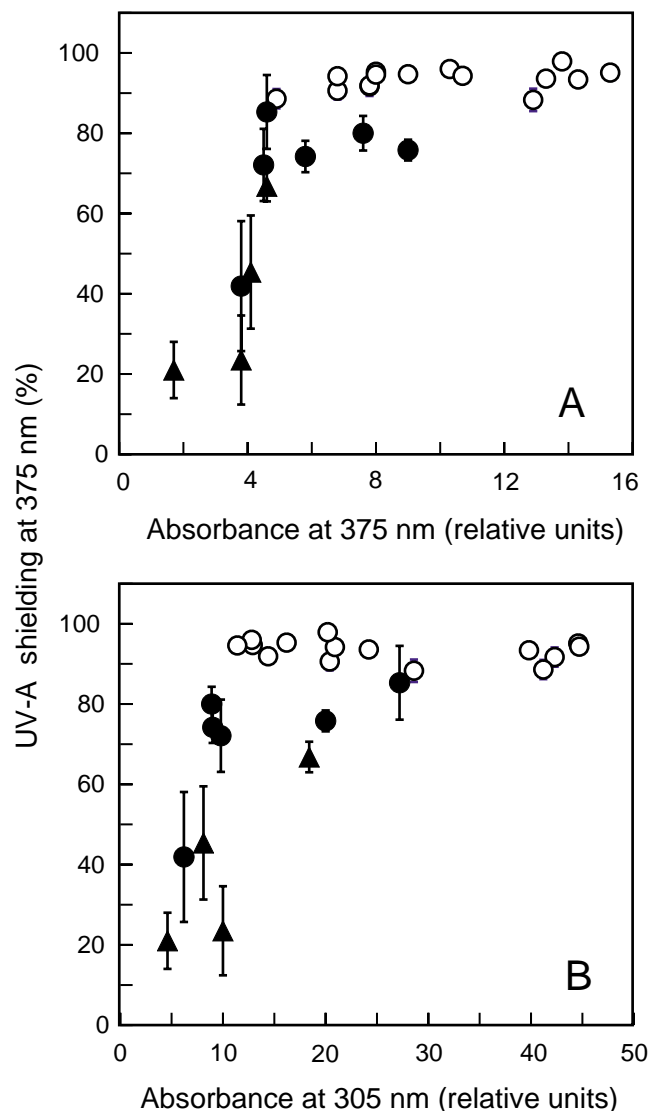 100
80
60
40
20
0
0 4 8 12 16
A
Absorbance at 375 nm (relative units)
UV-A shielding at 375 nm (%)
100
80
60
40
20
0
0 10 20 30 40 50
B
Absorbance at 305 nm (relative units)